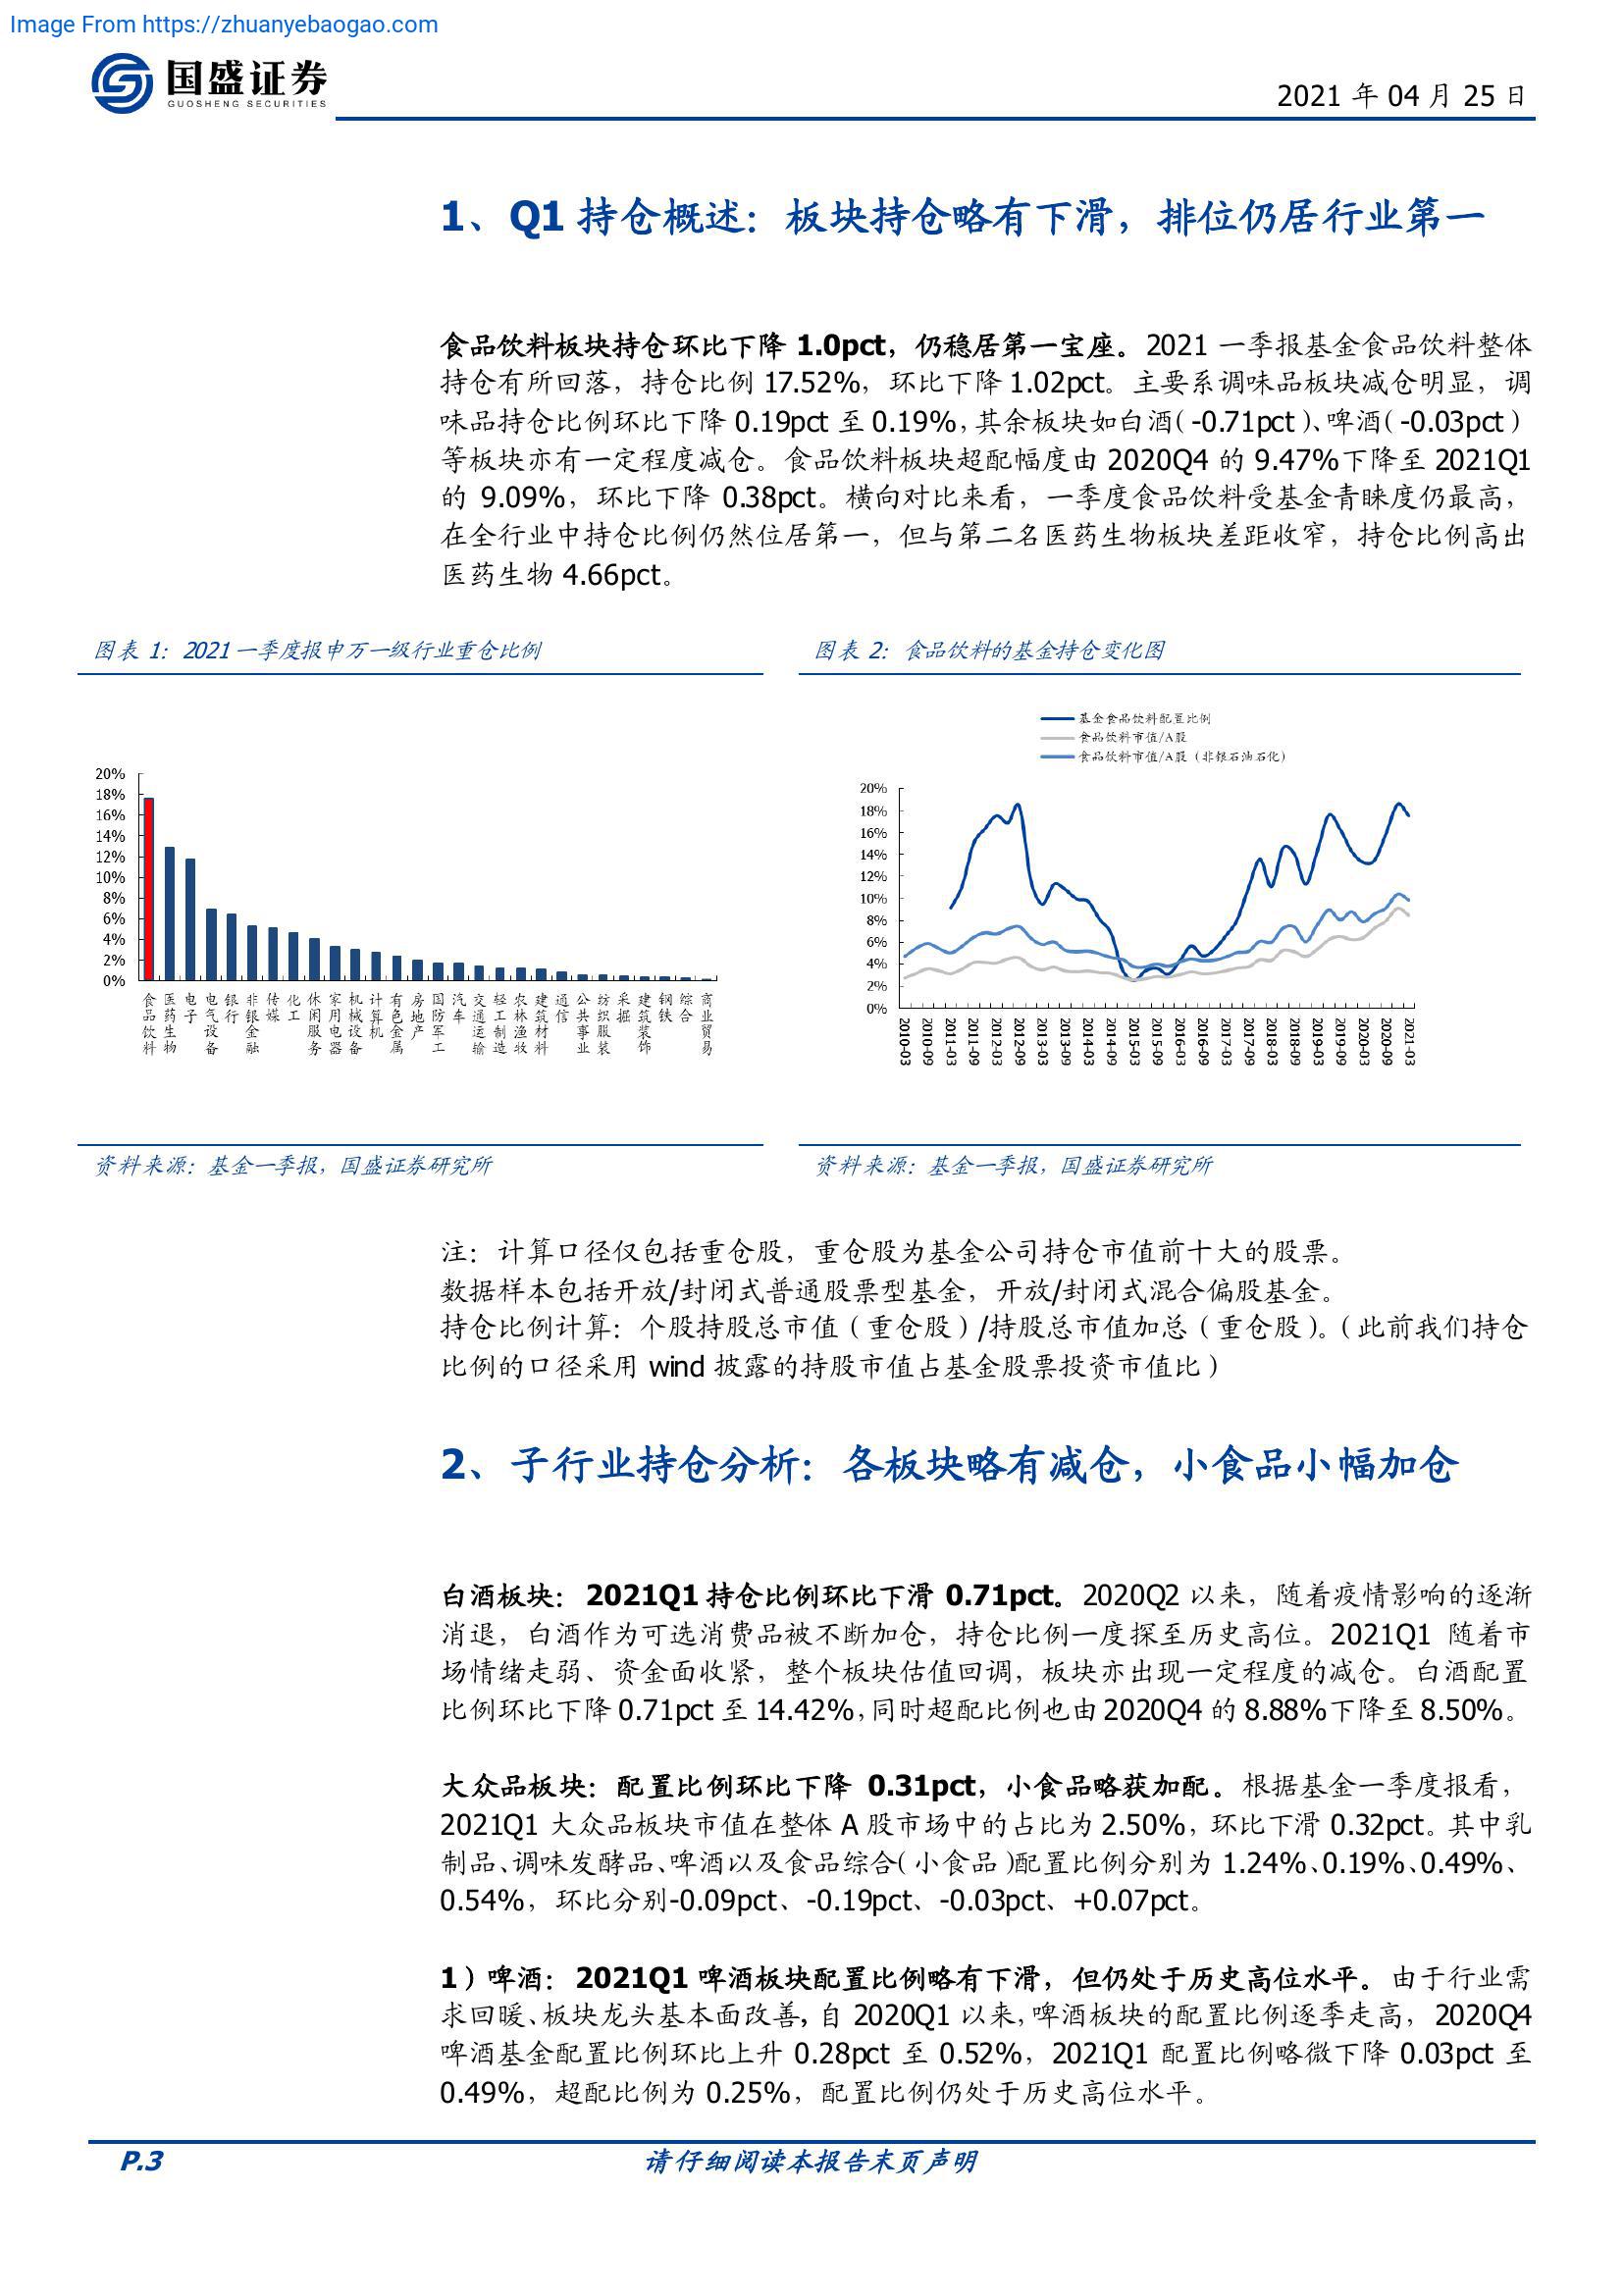 Image From https://zhuanyebaogao.com
国盛证券
GUOSHENG SECURITIES
2021 年 04 月 25 日
1、Q1 持仓概述：板块持仓略有下滑，排位仍居行业第一
食品饮料板块持仓环比下降 1.0pct，仍稳居第一宝座。2021 一季报基金食品饮料整体
持仓有所回落，持仓比例 17.52%，环比下降 1.02pct。主要系调味品板块减仓明显，调
味品持仓比例环比下降 0.19pct 至 0.19%，其余板块如白酒（-0.71pct）、啤酒（-0.03pct）
等板块亦有一定程度减仓。食品饮料板块超配幅度由 2020Q4 的 9.47%下降至 2021Q1
的 9.09%，环比下降 0.38pct。横向对比来看，一季度食品饮料受基金青睐度仍最高，
在全行业中持仓比例仍然位居第一，但与第二名医药生物板块差距收窄，持仓比例高出
医药生物 4.66pct。
图表 1：2021 一季度报申万一级行业重仓比例
20%
18%
16%
14%
12%
10%
8%
6%
4%
2%
0%
食品饮料
医药生物
电子
电气设备
银行
非银金融
传媒
化工
休闲服务
家用电器
机械设备
计算机
有色金属
房地产
国防军工
汽车
交通运输
轻工制造
农林渔牧
建筑材料
通信
公共事业
纺织服装
采掘
建筑装饰
钢铁
综合
商业贸易
资料来源：基金一季报，国盛证券研究所
图表 2：食品饮料的基金持仓变化图
基金食品饮料配置比例
食品饮料市值/A股
食品饮料市值/A股（非银石油石化）
20%
18%
16%
14%
12%
10%
8%
6%
4%
2%
0%
2010-03
2010-09
2011-03
2011-09
2012-03
2012-09
2013-03
2013-09
2014-03
2014-09
2015-03
2015-09
2016-03
2016-09
2017-03
2017-09
2018-03
2018-09
2019-03
2019-09
2020-03
2020-09
2021-03
资料来源：基金一季报，国盛证券研究所
注：计算口径仅包括重仓股，重仓股为基金公司持仓市值前十大的股票。
数据样本包括开放/封闭式普通股票型基金，开放/封闭式混合偏股基金。
持仓比例计算：个股持股总市值（重仓股）/持股总市值加总（重仓股）。（此前我们持仓
比例的口径采用 wind 披露的持股市值占基金股票投资市值比）
2、子行业持仓分析：各板块略有减仓，小食品小幅加仓
白酒板块：2021Q1 持仓比例环比下滑 0.71pct。2020Q2 以来，随着疫情影响的逐渐
消退，白酒作为可选消费品被不断加仓，持仓比例一度探至历史高位。2021Q1 随着市
场情绪走弱、资金面收紧，整个板块估值回调，板块亦出现一定程度的减仓。白酒配置
比例环比下降 0.71pct 至 14.42%，同时超配比例也由 2020Q4 的 8.88%下降至 8.50%。
大众品板块：配置比例环比下降 0.31pct，小食品略获加配。根据基金一季度报看，
2021Q1 大众品板块市值在整体 A 股市场中的占比为 2.50%，环比下滑 0.32pct。其中乳
制品、调味发酵品、啤酒以及食品综合（小食品）配置比例分别为 1.24%、0.19%、0.49%、
0.54%，环比分别-0.09pct、-0.19pct、-0.03pct、+0.07pct。
1）啤酒：2021Q1 啤酒板块配置比例略有下滑，但仍处于历史高位水平。由于行业需
求回暖、板块龙头基本面改善，自 2020Q1 以来，啤酒板块的配置比例逐季走高，2020Q4
啤酒基金配置比例环比上升 0.28pct 至 0.52%，2021Q1 配置比例略微下降 0.03pct 至
0.49%，超配比例为 0.25%，配置比例仍处于历史高位水平。
P.3
请仔细阅读本报告末页声明